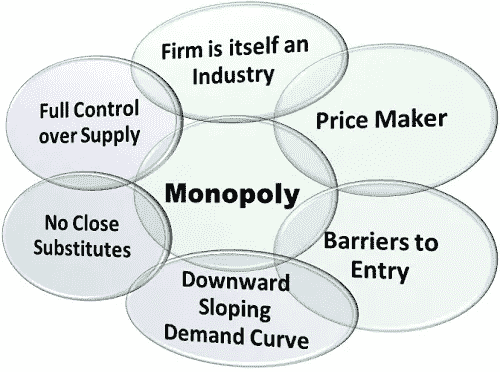 Firm is itself an
Industry
Price Maker
Full Control
over Supply
Monopoly
No Close
Substitutes
Barriers to
Entry
Downward
Sloping
Demand Curve